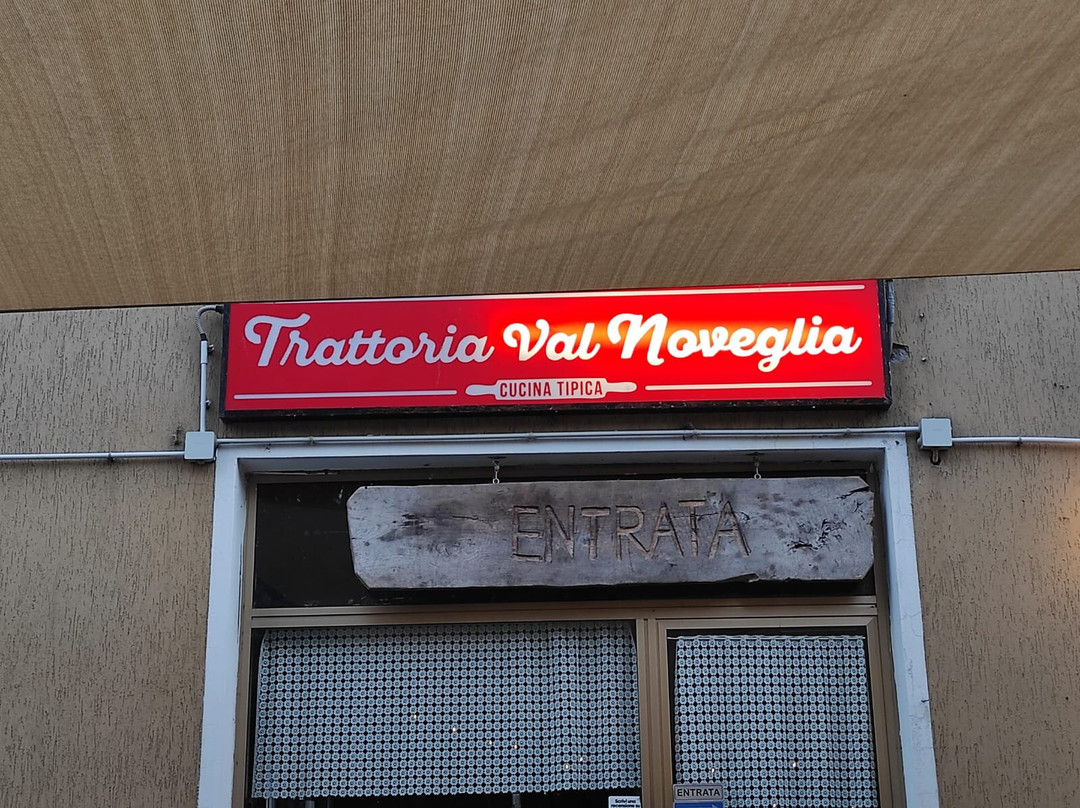 Trattoria Val Noveglia
CUCINA TIPICA
ENTRATA
ENTRATA